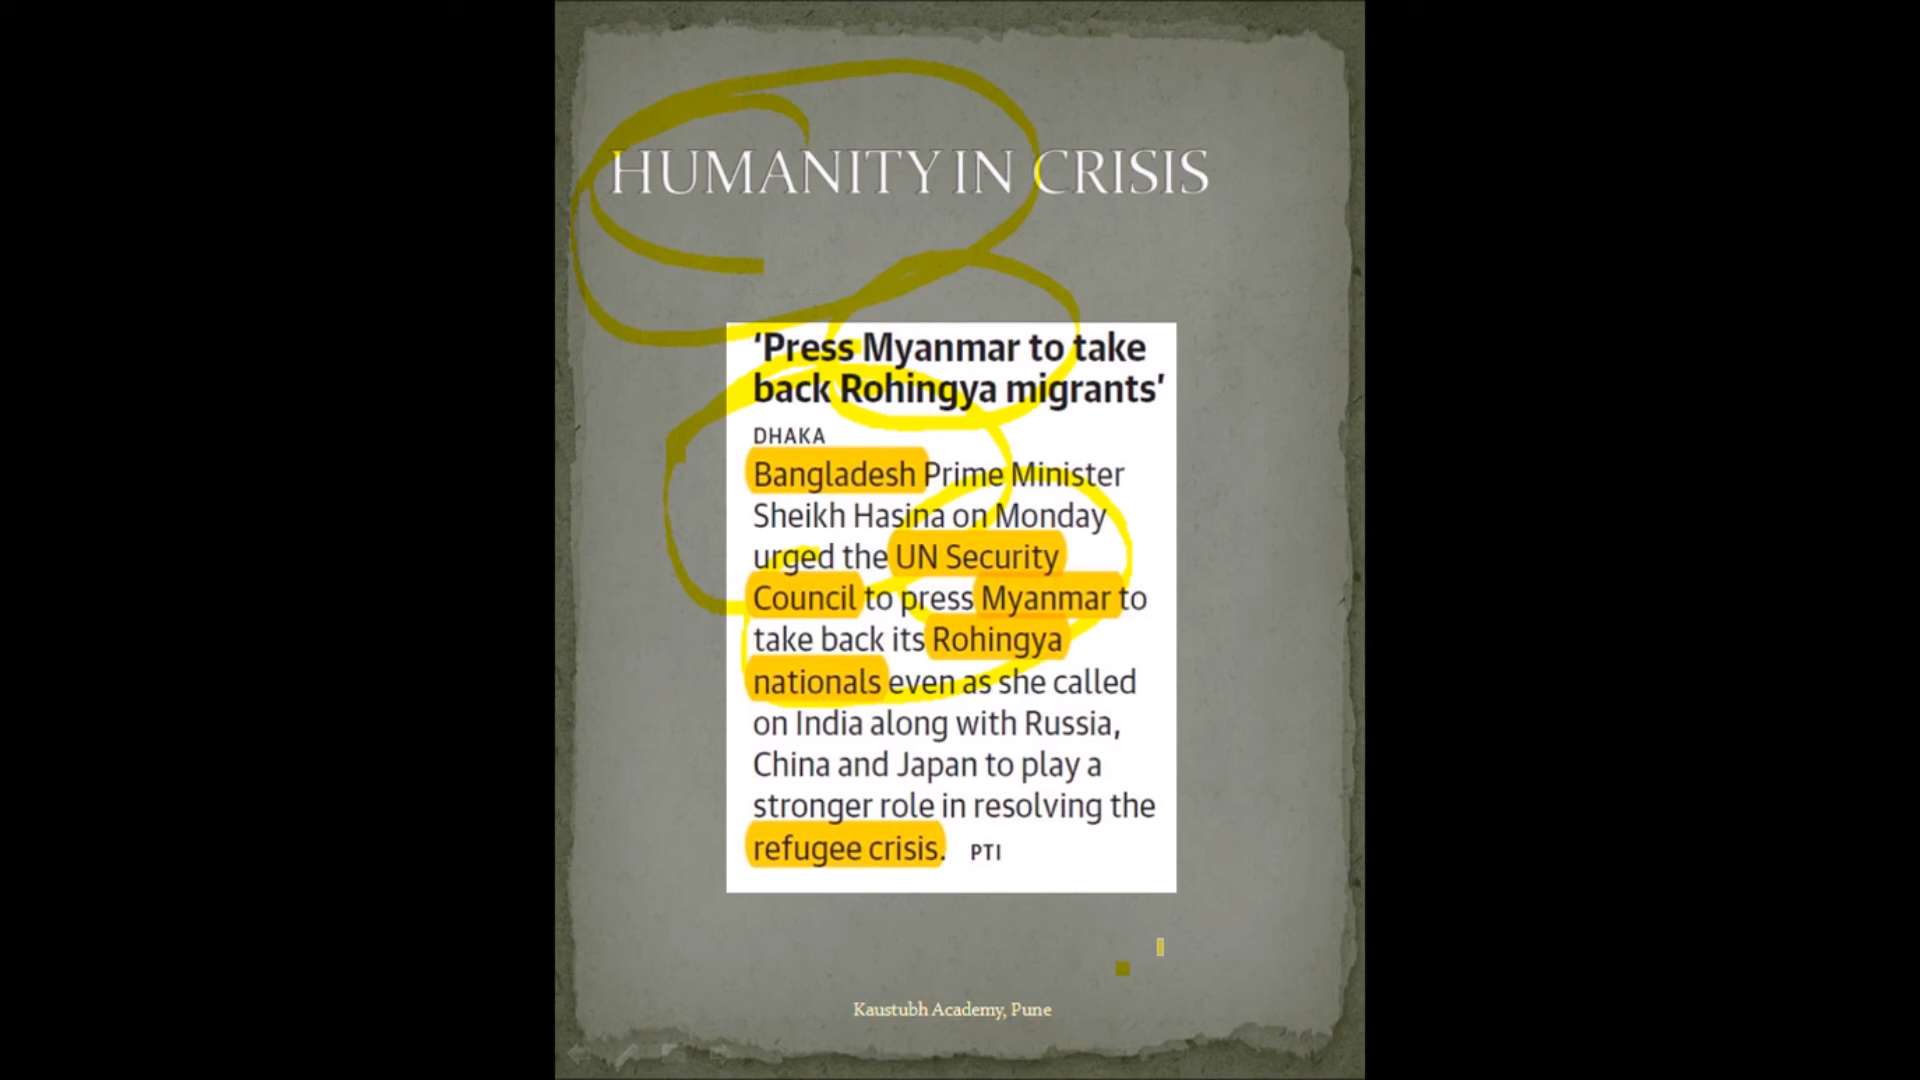 HUMANITY IN CRISIS
‘Press Myanmar to take
back Rohingya migrants’
DHAKA
Bangladesh Prime Minister
Sheikh Hasina on Monday
urged the UN Security
Council to press Myanmar to
take back its Rohingya
nationals even as she called
on India along with Russia,
China and Japan to play a
stronger role in resolving the
refugee crisis. PTI
Kaustubh Academy, Pune